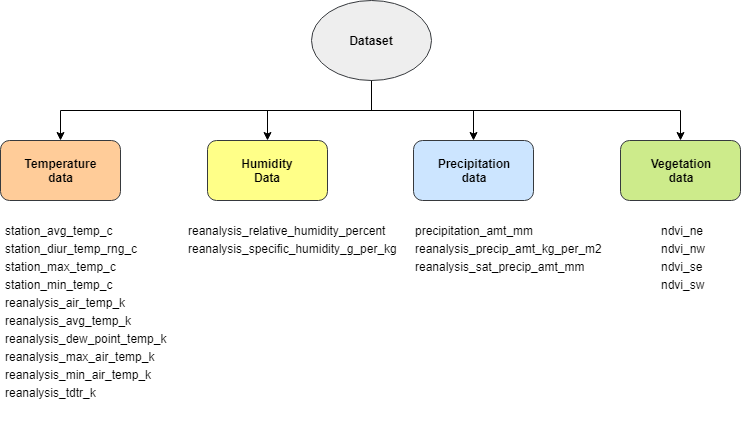 Dataset
Temperature
data
Humidity
Data
Precipitation
data
Vegetation
data
station_avg_temp_c
station_diur_temp_rng_c
station_max_temp_c
station_min_temp_c
reanalysis_air_temp_k
reanalysis_avg_temp_k
reanalysis_dew_point_temp_k
reanalysis_max_air_temp_k
reanalysis_min_air_temp_k
reanalysis_tdtr_k
reanalysis_relative_humidity_percent
reanalysis_specific_humidity_g_per_kg
precipitation_amt_mm
reanalysis_precip_amt_kg_per_m2
reanalysis_sat_precip_amt_mm
ndvi_ne
ndvi_nw
ndvi_se
ndvi_sw